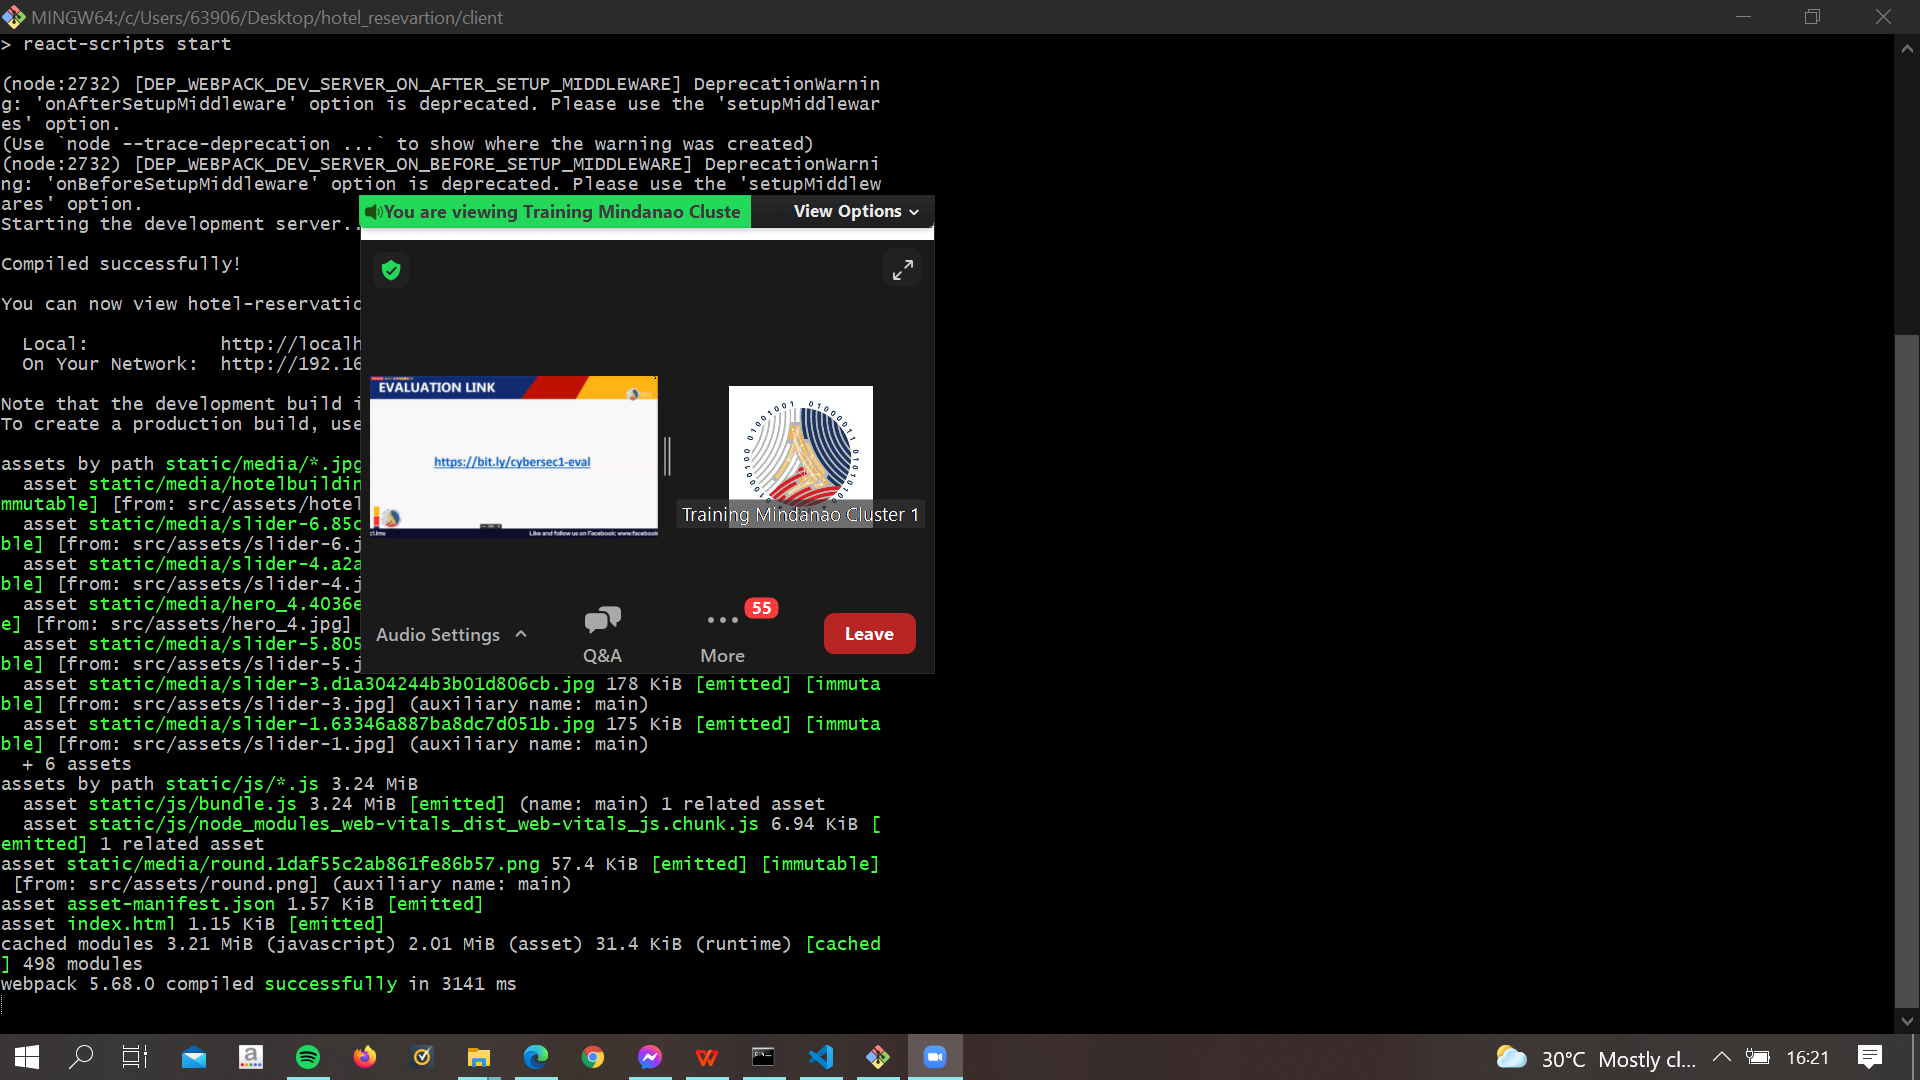 MINGW64:/c/Users/63906/Desktop/hotel_resevartion/client
> react-scripts start
(node:2732) [DEP_WEBPACK_DEV_SERVER_ON_AFTER_SETUP_MIDDLEWARE] DeprecationWarnin
g: 'onAfterSetupMiddleware' option is deprecated. Please use the 'setupMiddlewar
es' option.
(Use `node --trace-deprecation ...` to show where the warning was created)
(node:2732) [DEP_WEBPACK_DEV_SERVER_ON_BEFORE_SETUP_MIDDLEWARE] DeprecationWarni
ng: 'onBeforeSetupMiddleware' option is deprecated. Please use the 'setupMiddlew
ares' option.
Starting the development server..
Compiled successfully!
You can now view hotel-reservatio
Local: http://localh
On Your Network: http://192.16
Note that the development build i
To create a production build, use
assets by path static/media/*.jpg
asset static/media/hotelbuildin
mmutable] [from: src/assets/hotel
asset static/media/slider-6.85c
ble] [from: src/assets/slider-6.j
asset static/media/slider-4.a2a
ble] [from: src/assets/slider-4.j
asset static/media/hero_4.4036e
e] [from: src/assets/hero_4.jpg]
asset static/media/slider-5.805
ble] [from: src/assets/slider-5.j
asset static/media/slider-3.d1a304244b3b01d806cb.jpg 178 KiB [emitted] [immuta
ble] [from: src/assets/slider-3.jpg] (auxiliary name: main)
asset static/media/slider-1.63346a887ba8dc7d051b.jpg 175 KiB [emitted] [immuta
ble] [from: src/assets/slider-1.jpg] (auxiliary name: main)
+ 6 assets
assets by path static/js/*.js 3.24 MiB
asset static/js/bundle.js 3.24 MiB [emitted] (name: main) 1 related asset
asset static/js/node_modules_web-vitals_dist_web-vitals_js.chunk.js 6.94 KiB [
emitted] 1 related asset
asset static/media/round.1daf55c2ab861fe86b57.png 57.4 KiB [emitted] [immutable]
[from: src/assets/round.png] (auxiliary name: main)
asset asset-manifest.json 1.57 KiB [emitted]
asset index.html 1.15 KiB [emitted]
cached modules 3.21 MiB (javascript) 2.01 MiB (asset) 31.4 KiB (runtime) [cached
] 498 modules
webpack 5.68.0 compiled successfully in 3141 ms
You are viewing Training Mindanao Cluste
View Options
EVALUATION LINK
https://bit.ly/cybersec1-eval
Like and follow us on Facebook: www.facebook
Training Mindanao Cluster 1
Audio Settings
Q&A
More
55
Leave
30°C Mostly cl...
16:21